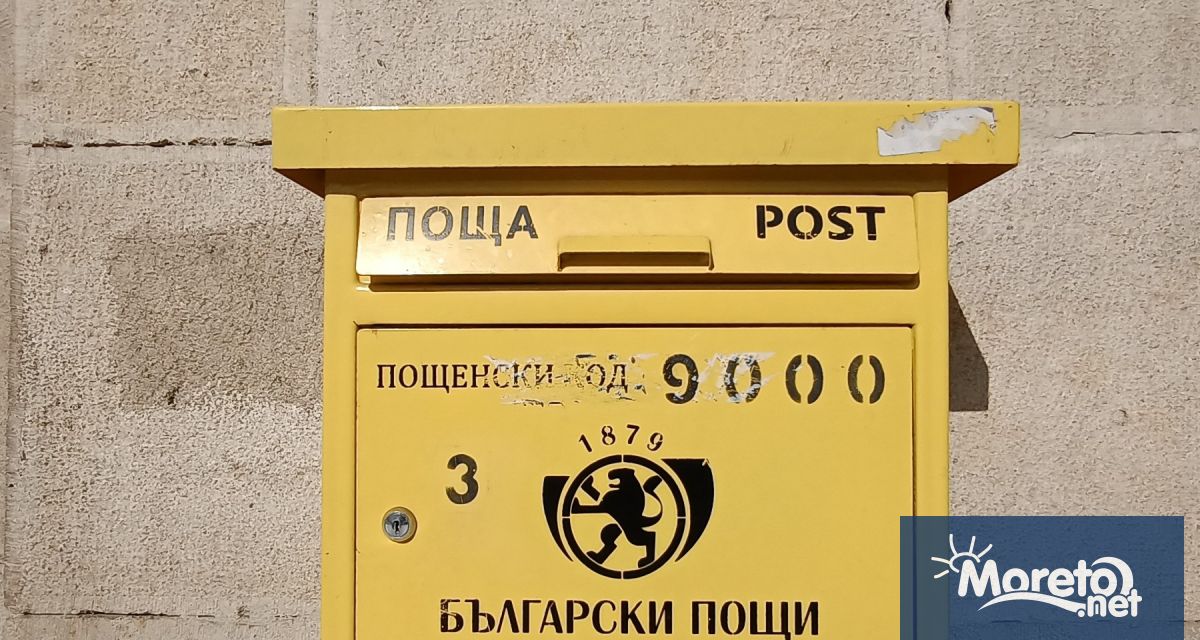 ПОЩА POST
ПОЩЕНСКИ КОД: 9000
1879
3
БЪЛГАРСКИ ПОЩИ
Moreto
.net